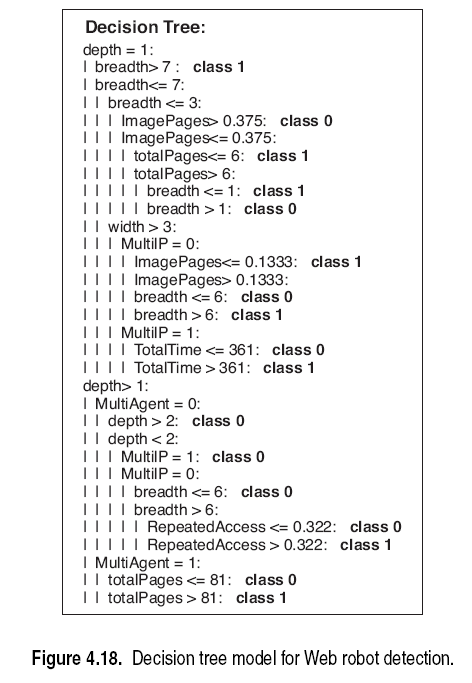 Decision Tree:
depth = 1:
| breadth> 7 : class 1
| breadth<= 7:
| | breadth <= 3:
| | | ImagePages> 0.375: class 0
| | | ImagePages<= 0.375:
| | | | totalPages<= 6: class 1
| | | | totalPages> 6:
| | | | | breadth <= 1: class 1
| | | | | breadth > 1: class 0
| | width > 3:
| | | MultiIP = 0:
| | | | ImagePages<= 0.1333: class 1
| | | | ImagePages> 0.1333:
| | | | breadth <= 6: class 0
| | | | breadth > 6: class 1
| | | MultiIP = 1:
| | | | TotalTime <= 361: class 0
| | | | TotalTime > 361: class 1
depth> 1:
| MultiAgent = 0:
| | depth > 2: class 0
| | depth < 2:
| | | MultiIP = 1: class 0
| | | MultiIP = 0:
| | | | breadth <= 6: class 0
| | | | breadth > 6:
| | | | | RepeatedAccess <= 0.322: class 0
| | | | | RepeatedAccess > 0.322: class 1
| MultiAgent = 1:
| | totalPages <= 81: class 0
| | totalPages > 81: class 1
Figure 4.18. Decision tree model for Web robot detection.